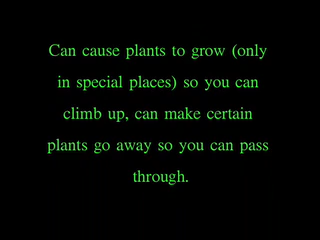 Can cause plants to grow (only
in special places) so you can
climb up, can make certain
plants go away so you can pass
through.